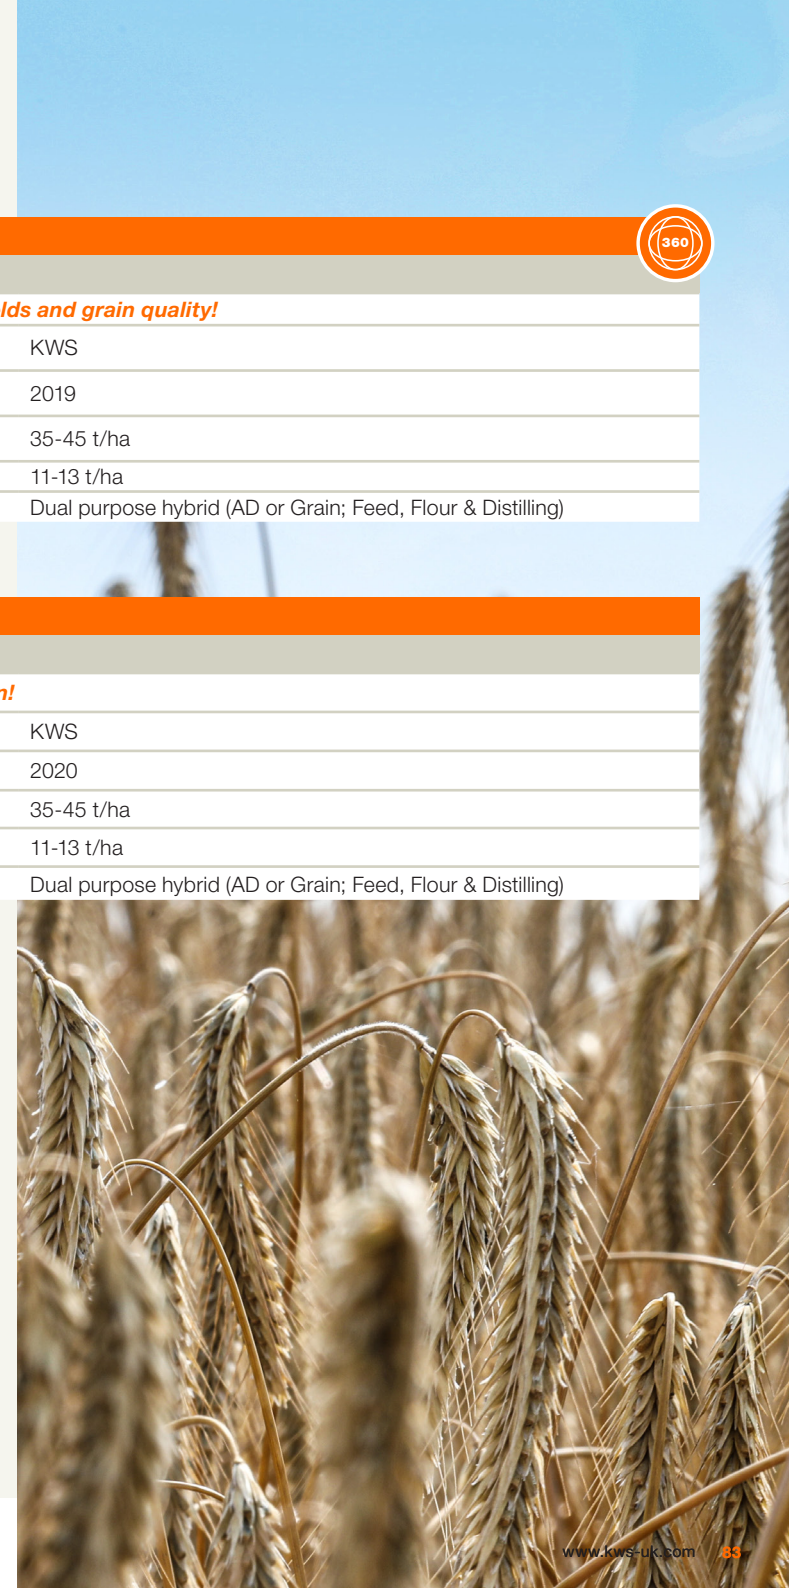 360
lds and grain quality!
KWS
2019
35-45 t/ha
11-13 t/ha
Dual purpose hybrid (AD or Grain; Feed, Flour & Distilling)
n!
KWS
2020
35-45 t/ha
11-13 t/ha
Dual purpose hybrid (AD or Grain; Feed, Flour & Distilling)
www.kws-uk.com 83